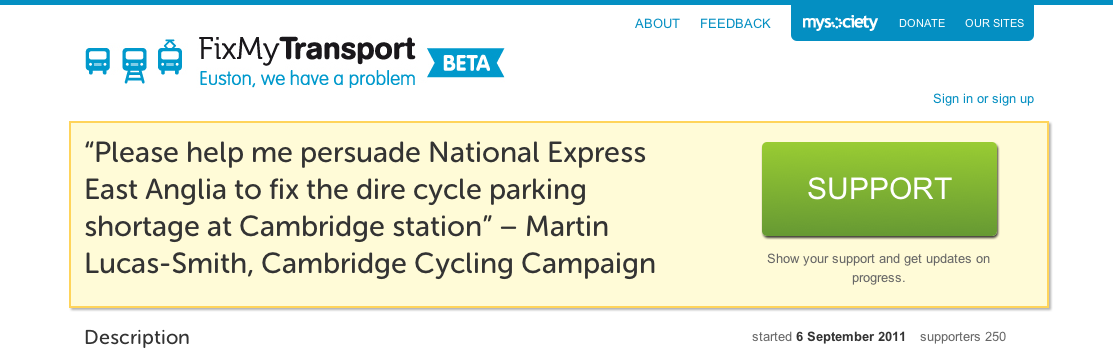 ABOUT FEEDBACK mysociety DONATE OUR SITES
FixMyTransport
Euston, we have a problem
BETA
Sign in or sign up
“Please help me persuade National Express
East Anglia to fix the dire cycle parking
shortage at Cambridge station” – Martin
Lucas-Smith, Cambridge Cycling Campaign
SUPPORT
Show your support and get updates on
progress.
Description
started 6 September 2011 supporters 250